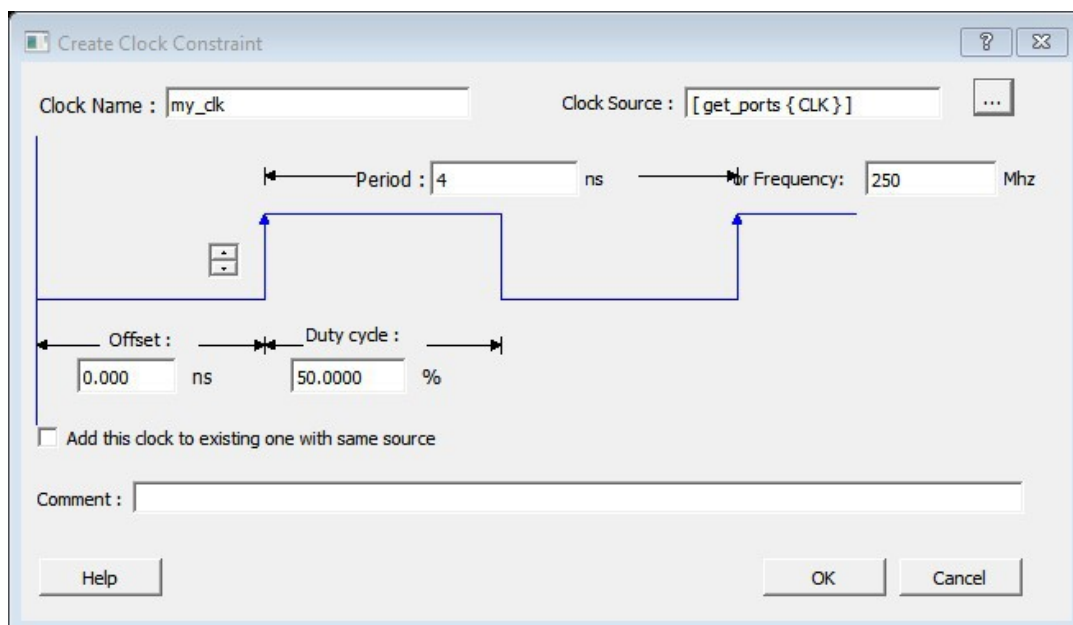 Create Clock Constraint
Clock Name : my_clk Clock Source : [ get_ports { CLK } ] ...
Period : 4 ns or Frequency: 250 Mhz
Offset : Duty cycle :
0.000 ns 50.0000 %
Add this clock to existing one with same source
Comment :
Help OK Cancel